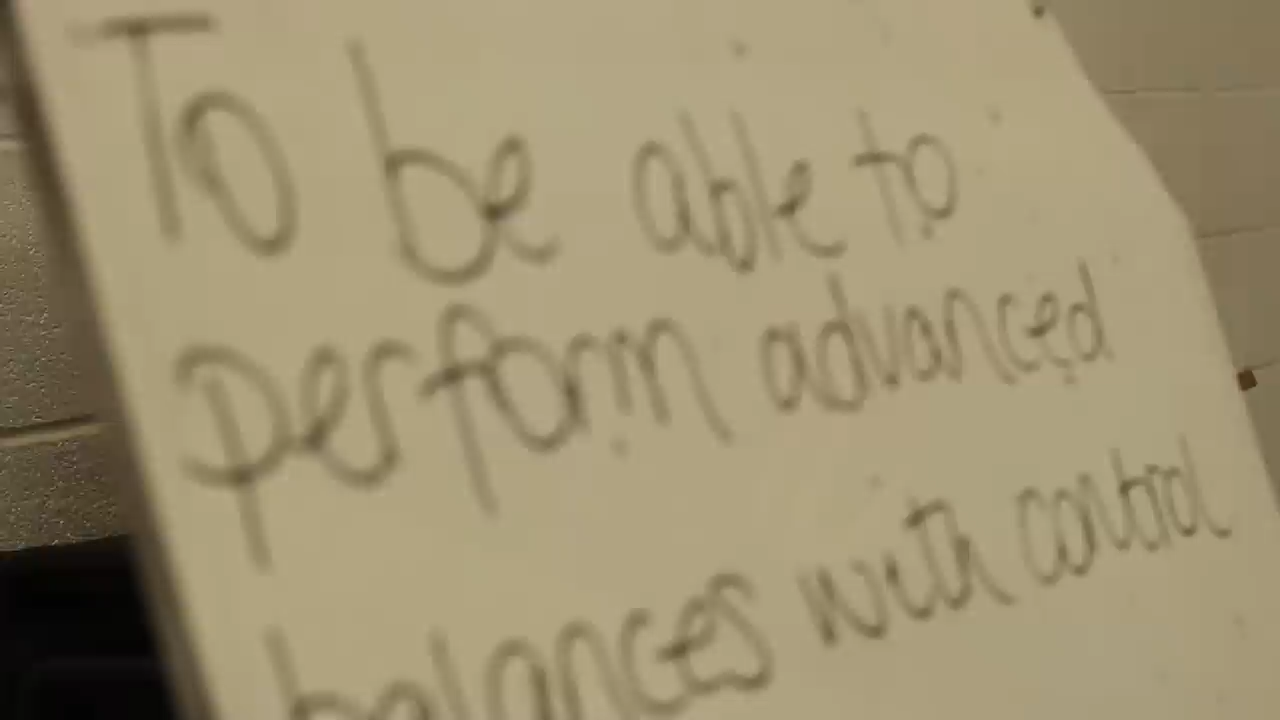 To be able to
perform advanced
balances with control